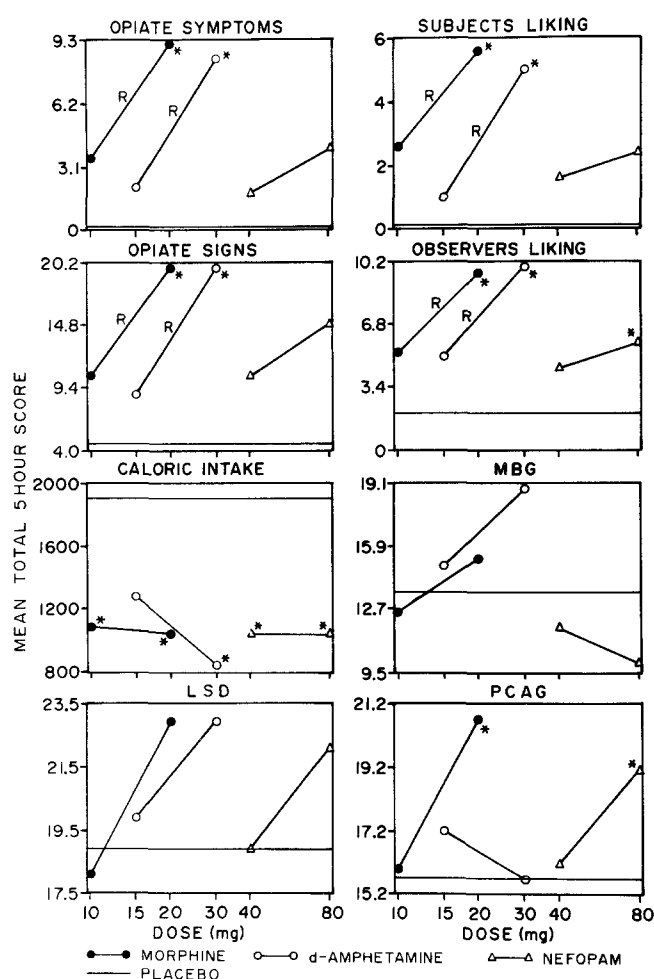 OPIATE SYMPTOMS
9.3
6.2
3.1
0
R
R
*
*
SUBJECTS LIKING
6
4
2
0
R
R
*
*
OPIATE SIGNS
20.2
14.8
9.4
4.0
R
R
*
*
OBSERVERS LIKING
10.2
6.8
3.4
0
R
R
*
*
*
MEAN TOTAL 5 HOUR SCORE
CALORIC INTAKE
2000
1600
1200
800
*
*
*
*
*
MBG
19.1
15.9
12.7
9.5
LSD
23.5
21.5
19.5
17.5
10 15 20 30 40 80
DOSE (mg)
PCAG
21.2
19.2
17.2
15.2
*
*
10 15 20 30 40 80
DOSE (mg)
MORPHINE d-AMPHETAMINE NEFOPAM
PLACEBO